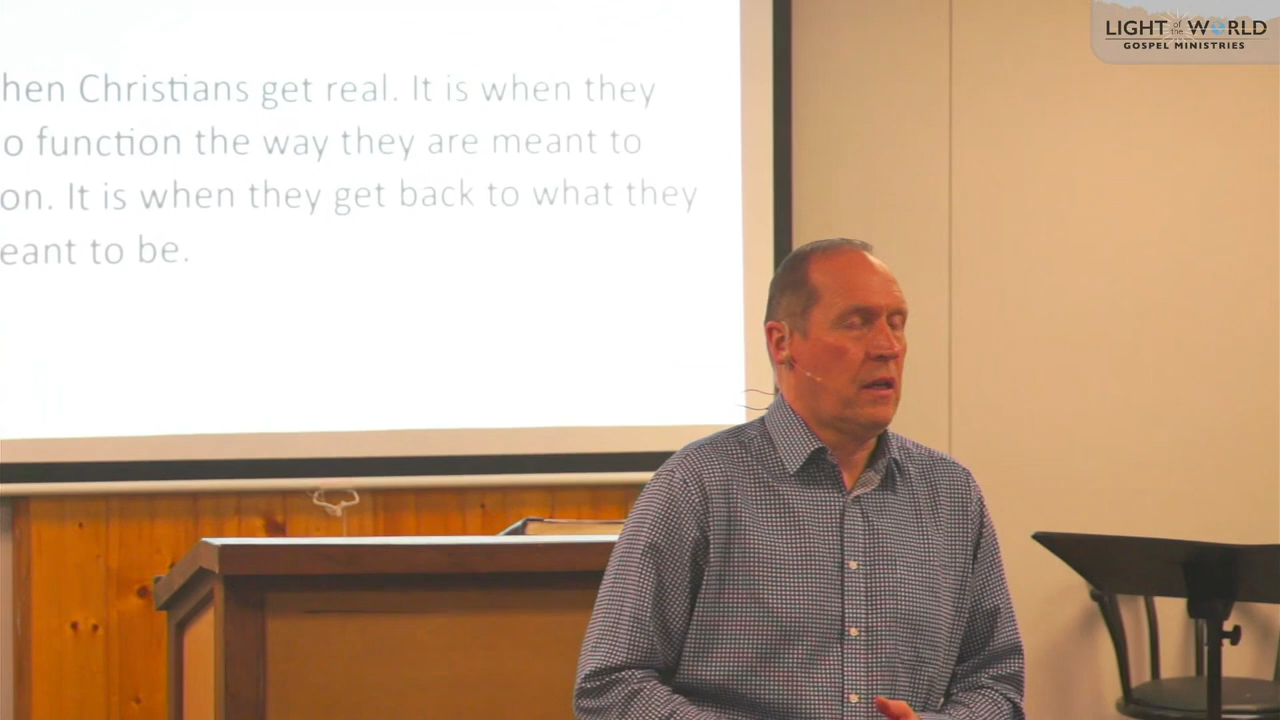 hen Christians get real. It is when they
o function the way they are meant to
on. It is when they get back to what they
eant to be.
LIGHT of the WORLD
GOSPEL MINISTRIES